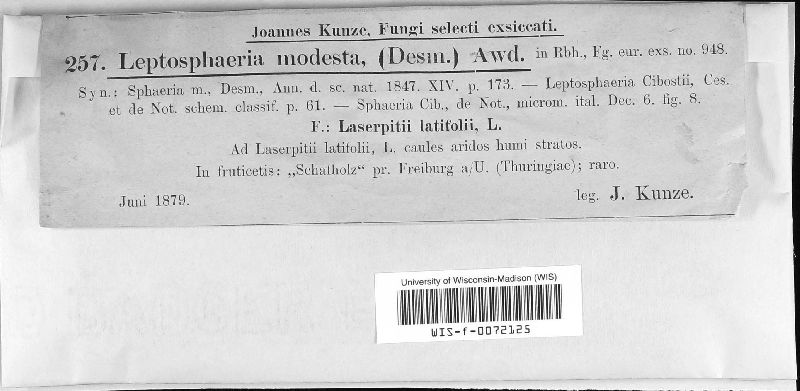 Joannes Kunze, Fungi selecti exsiccati.
257. Leptosphaeria modesta, (Desm.) Awd. in Rbh., Fg. eur. exs. no. 948.
Syn.: Sphaeria m., Desm., Ann. d. sc. nat. 1847. XIV. p. 173. — Leptosphaeria Cibostii, Ces.
et de Not. schem. classif. p. 61. — Sphaeria Cib., de Not., microm. ital. Dec. 6. fig. 8.
F.: Laserpitii latifolii, L.
Ad Laserpitii latifolii, L. caules aridos humi stratos.
In fruticetis: „Schafholz“ pr. Freiburg a/U. (Thuringiae); raro.
Juni 1879.
leg. J. Kunze.
University of Wisconsin-Madison (WIS)
WIS-f-0072125